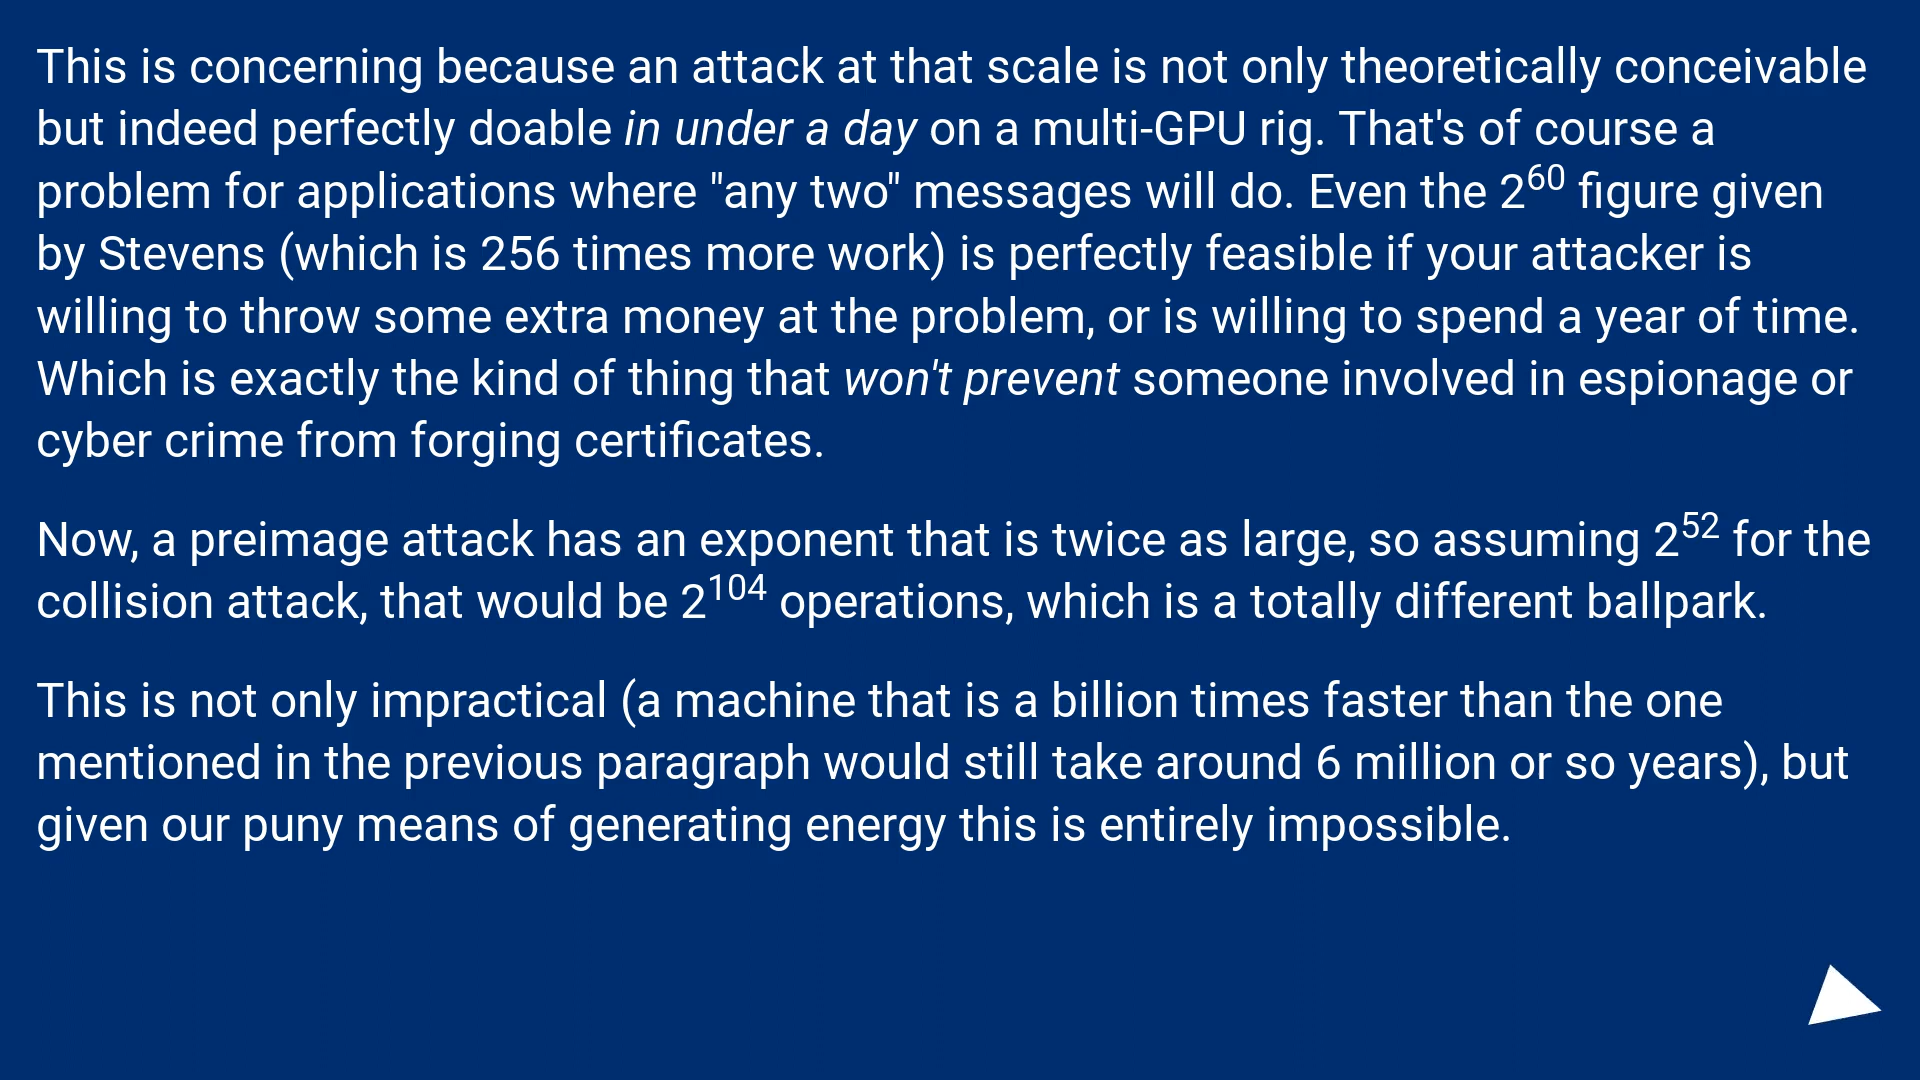 This is concerning because an attack at that scale is not only theoretically conceivable
but indeed perfectly doable in under a day on a multi-GPU rig. That's of course a
problem for applications where "any two" messages will do. Even the 2^60 figure given
by Stevens (which is 256 times more work) is perfectly feasible if your attacker is
willing to throw some extra money at the problem, or is willing to spend a year of time.
Which is exactly the kind of thing that won't prevent someone involved in espionage or
cyber crime from forging certificates.
Now, a preimage attack has an exponent that is twice as large, so assuming 2^52 for the
collision attack, that would be 2^104 operations, which is a totally different ballpark.
This is not only impractical (a machine that is a billion times faster than the one
mentioned in the previous paragraph would still take around 6 million or so years), but
given our puny means of generating energy this is entirely impossible.